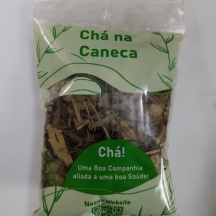 Chá na
Caneca
Chá!
Uma Boa Companhia
aliada a uma boa Saúde!
Nosso Website